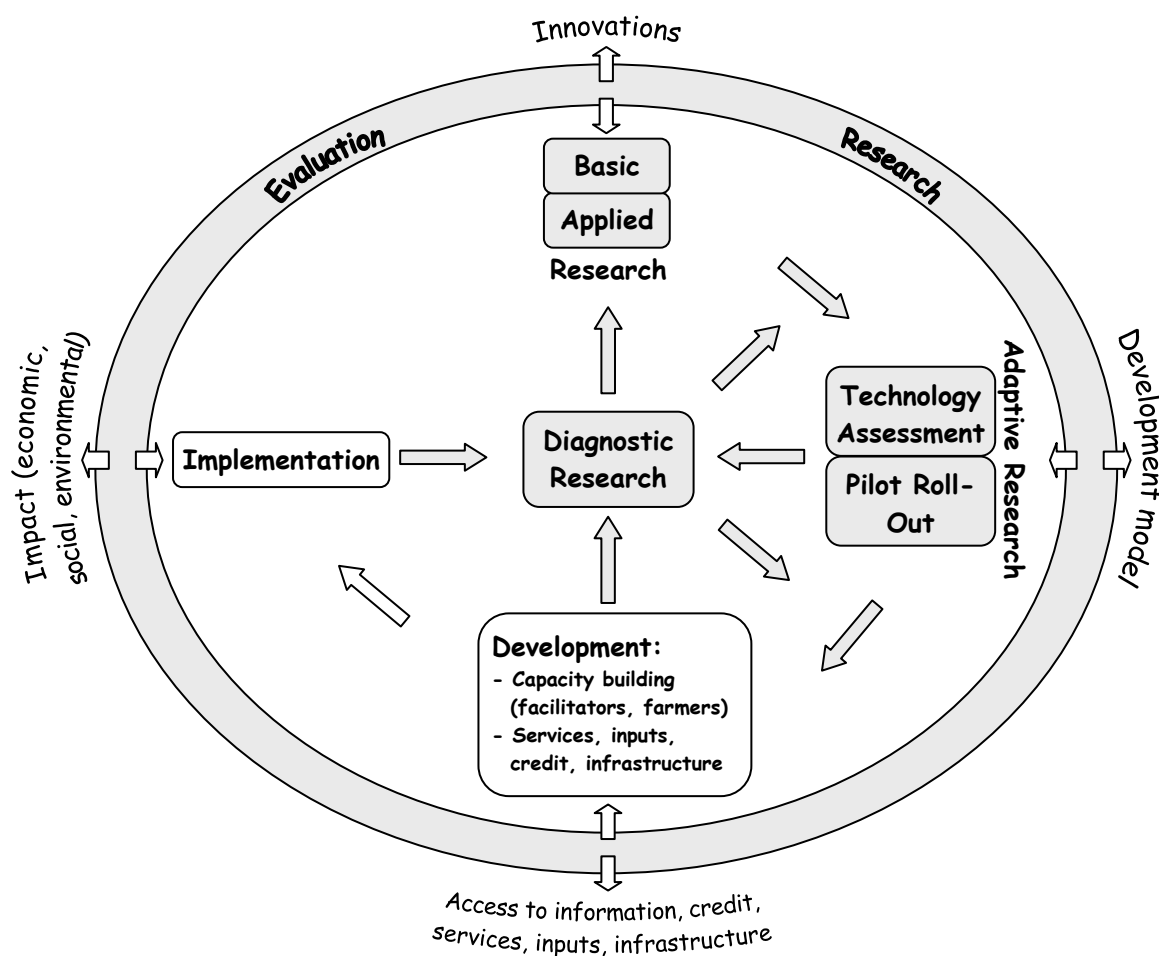 Innovations
Evaluation
Research
Basic
Applied
Research
Impact (economic,
social, environmental)
Implementation
Diagnostic
Research
Technology
Assessment
Pilot Roll-
Out
Adaptive Research
Development model
Development:
- Capacity building
(facilitators, farmers)
- Services, inputs,
credit, infrastructure
Access to information, credit,
services, inputs, infrastructure